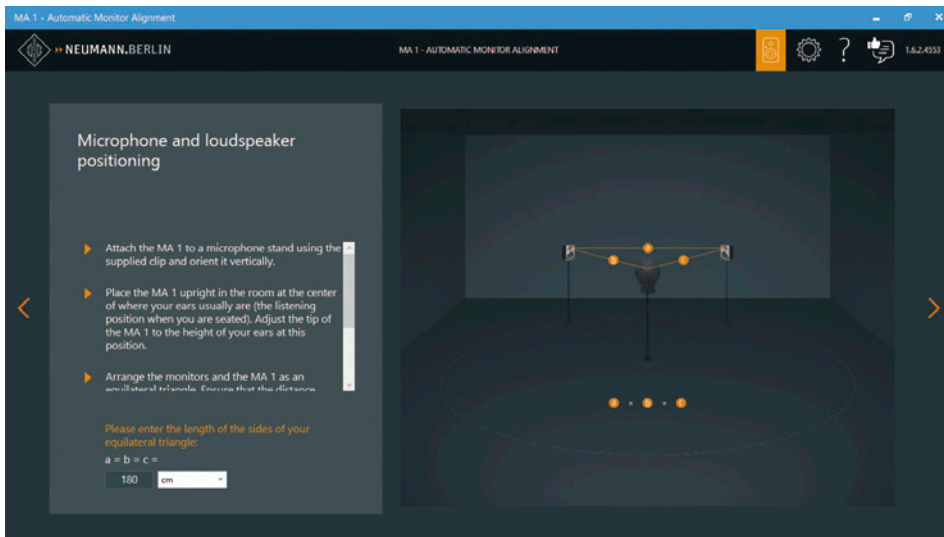 MA 1 - Automatic Monitor Alignment
NEUMANN.BERLIN
MA 1 - AUTOMATIC MONITOR ALIGNMENT
?
1.6.2.4553
Microphone and loudspeaker
positioning
Attach the MA 1 to a microphone stand using the
supplied clip and orient it vertically.
Place the MA 1 upright in the room at the center
of where your ears usually are (the listening
position when you are seated). Adjust the tip of
the MA 1 to the height of your ears at this
position.
Arrange the monitors and the MA 1 as an
equilateral triangle. Ensure that the distance
a
b
c
a = b = c
Please enter the length of the sides of your
equilateral triangle:
a = b = c =
180 cm